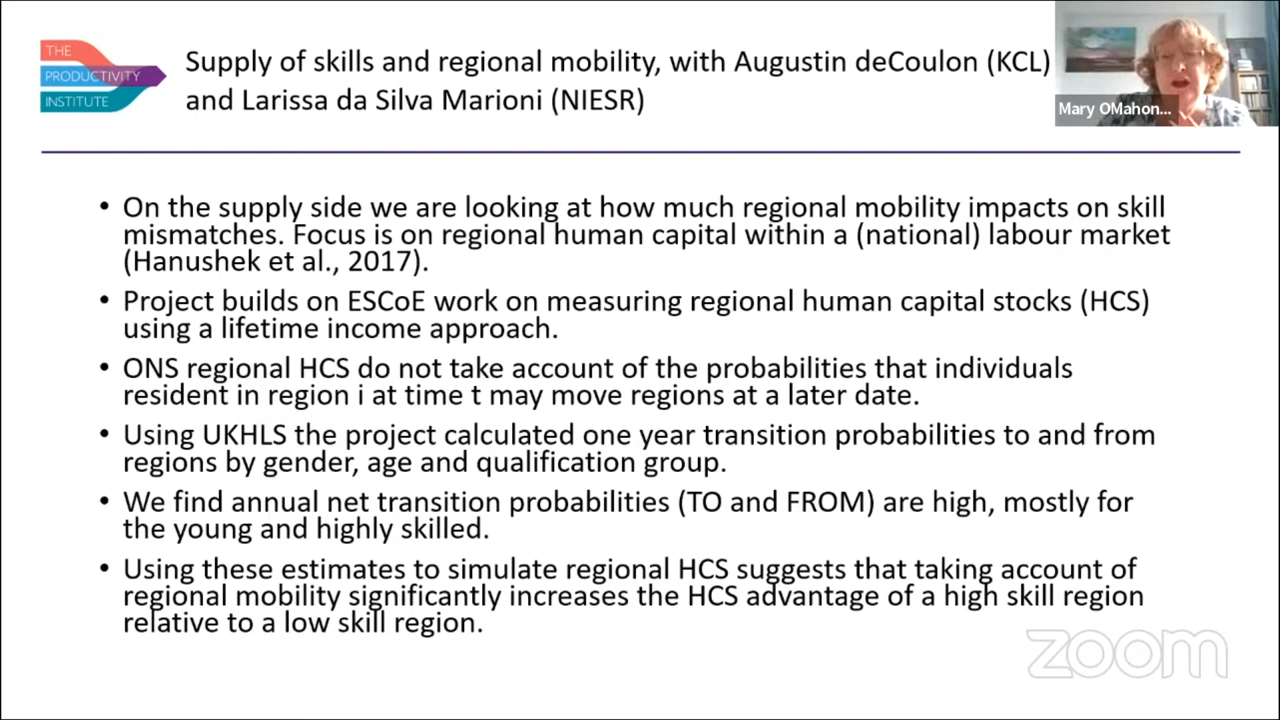 THE
PRODUCTIVITY
INSTITUTE
Supply of skills and regional mobility, with Augustin deCoulon (KCL)
and Larissa da Silva Marioni (NIESR)
Mary OMahon...
• On the supply side we are looking at how much regional mobility impacts on skill
mismatches. Focus is on regional human capital within a (national) labour market
(Hanushek et al., 2017).
• Project builds on ESCoE work on measuring regional human capital stocks (HCS)
using a lifetime income approach.
• ONS regional HCS do not take account of the probabilities that individuals
resident in region i at time t may move regions at a later date.
• Using UKHLS the project calculated one year transition probabilities to and from
regions by gender, age and qualification group.
• We find annual net transition probabilities (TO and FROM) are high, mostly for
the young and highly skilled.
• Using these estimates to simulate regional HCS suggests that taking account of
regional mobility significantly increases the HCS advantage of a high skill region
relative to a low skill region.
zoom